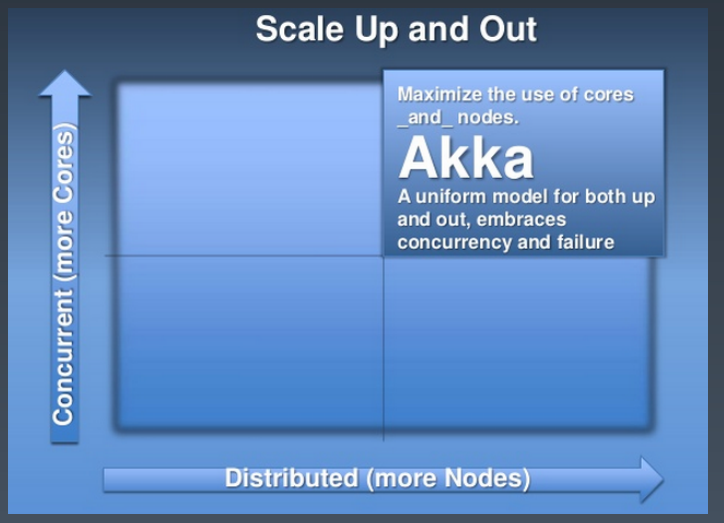 Scale Up and Out
Concurrent (more Cores)
Maximize the use of cores
_and_ nodes.
Akka
A uniform model for both up
and out, embraces
concurrency and failure
Distributed (more Nodes)